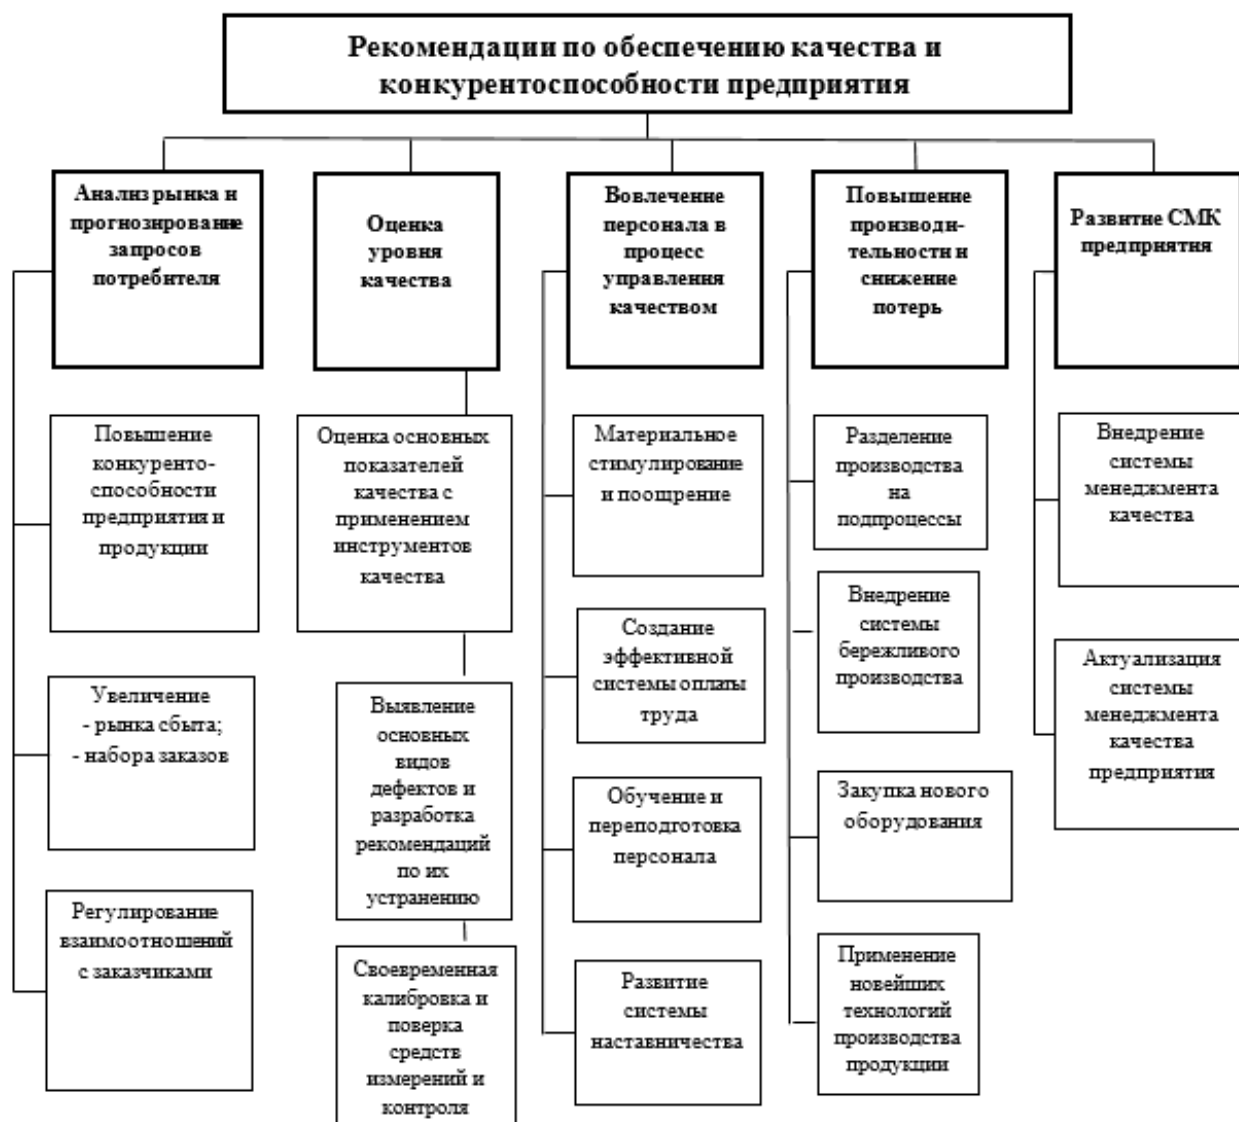 Рекомендации по обеспечению качества и
конкурентоспособности предприятия
Анализ рынка и
прогнозирование
запросов
потребителя
Оценка
уровня
качества
Вовлечение
персонала в
процесс
управления
качеством
Повышение
производи-
тельности и
снижение
потерь
Развитие СМК
предприятия
Повышение
конкуренто-
способности
предприятия и
продукции
Увеличение
- рынка сбыта;
- набора заказов
Регулирование
взаимоотношений
с заказчиками
Оценка основных
показателей
качества с
применением
инструментов
качества
Выявление
основных
видов
дефектов и
разработка
рекомендаций
по их
устранению
Своевременная
калибровка и
поверка
средств
измерений и
контроля
Материальное
стимулирование
и поощрение
Создание
эффективной
системы оплаты
труда
Обучение и
переподготовка
персонала
Развитие
системы
наставничества
Разделение
производства
на
подпроцессы
Внедрение
системы
бережливого
производства
Закупка нового
оборудования
Применение
новейших
технологий
производства
продукции
Внедрение
системы
менеджмента
качества
Актуализация
системы
менеджмента
качества
предприятия